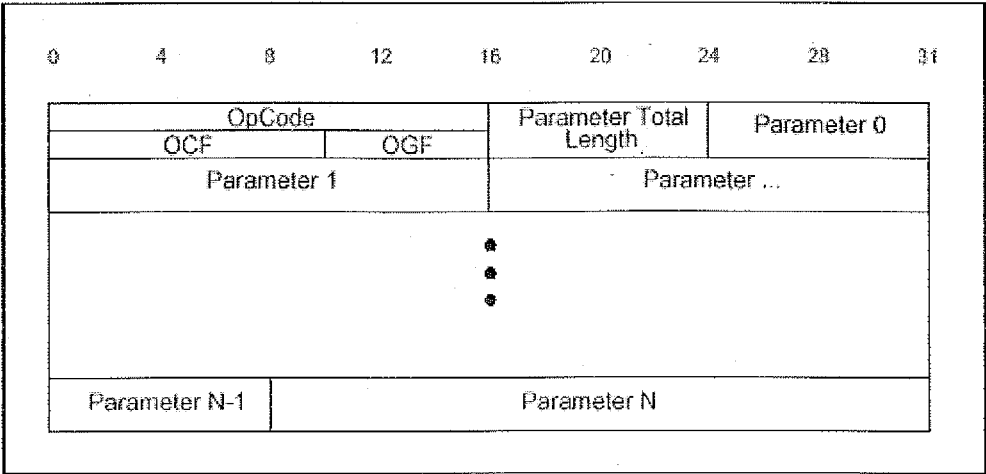 0 4 8 12 16 20 24 28 31
OpCode
Parameter Total
Length
Parameter 0
OCF OGF
Parameter 1 Parameter ...
Parameter N-1 Parameter N